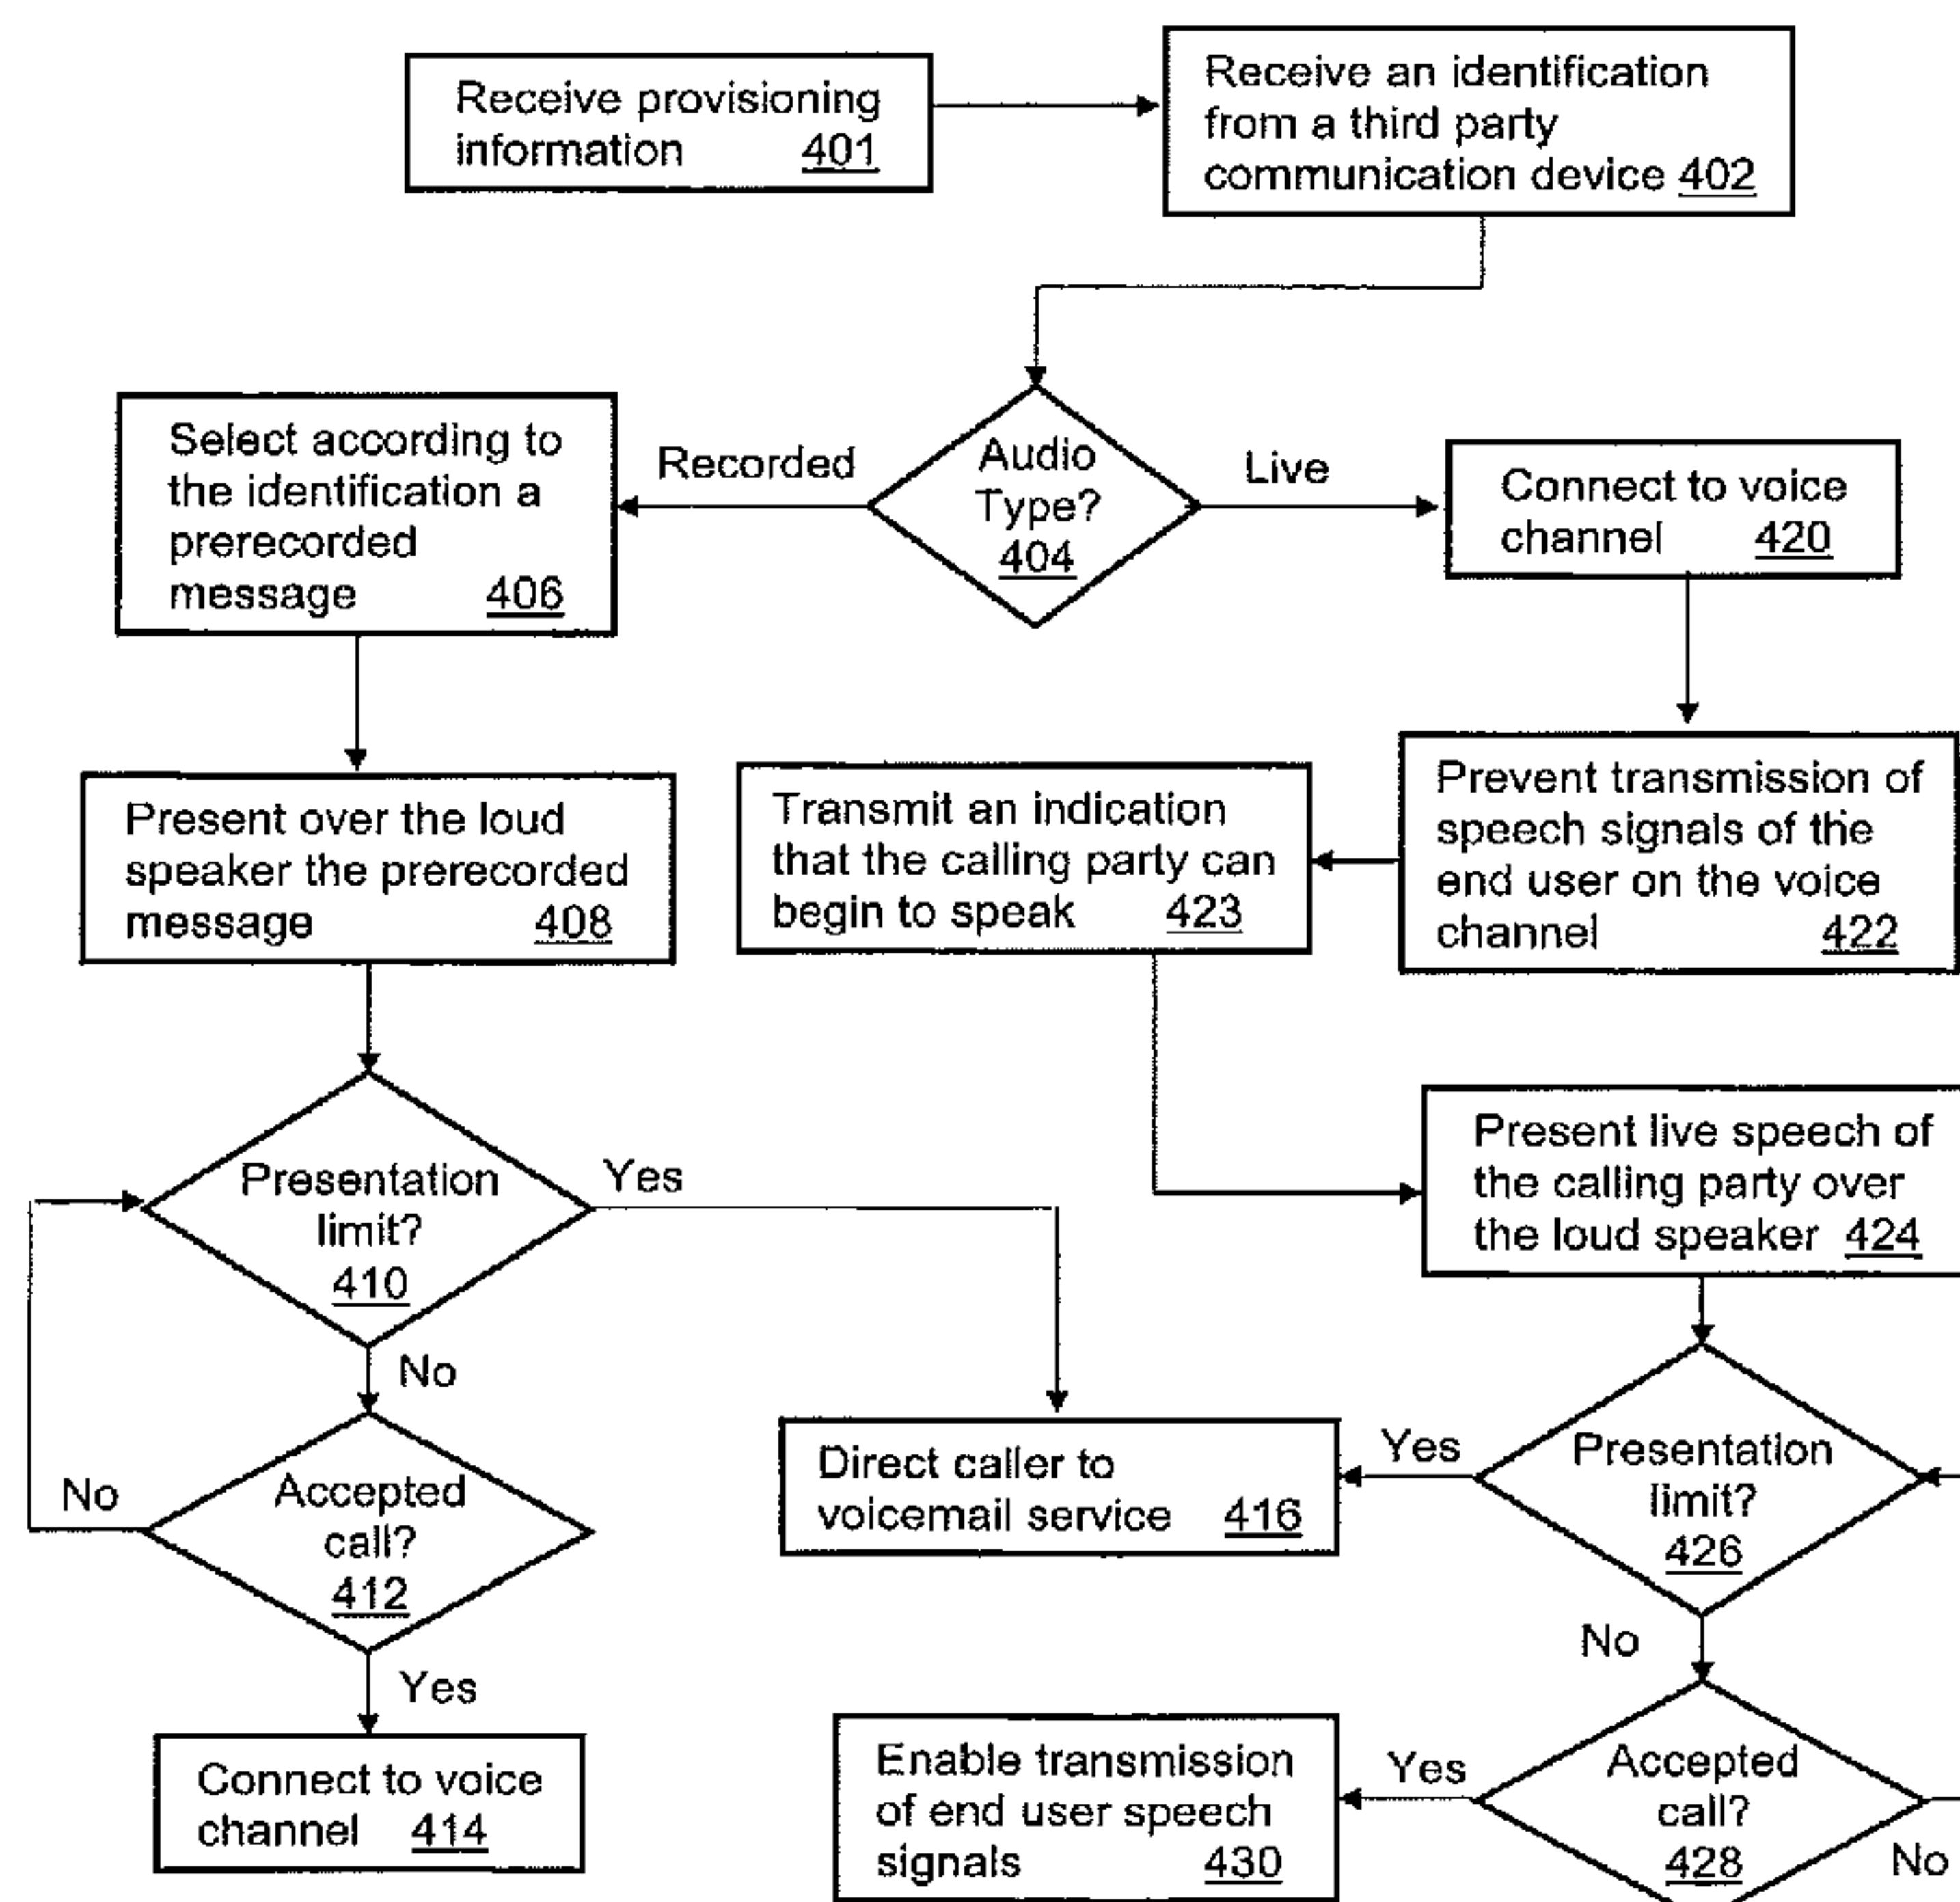 Receive provisioning
information 401
Receive an identification
from a third party
communication device 402
Audio
Type?
404
Recorded
Live
Select according to
the identification a
prerecorded
message 406
Connect to voice
channel 420
Present over the loud
speaker the prerecorded
message 408
Transmit an indication
that the calling party can
begin to speak 423
Prevent transmission of
speech signals of the
end user on the voice
channel 422
Presentation
limit?
410
Yes
No
Present live speech of
the calling party over
the loud speaker 424
Accepted
call?
412
No
Yes
Direct caller to
voicemail service 416
Yes
Presentation
limit?
426
No
Connect to voice
channel 414
Enable transmission
of end user speech
signals 430
Yes
Accepted
call?
428
No